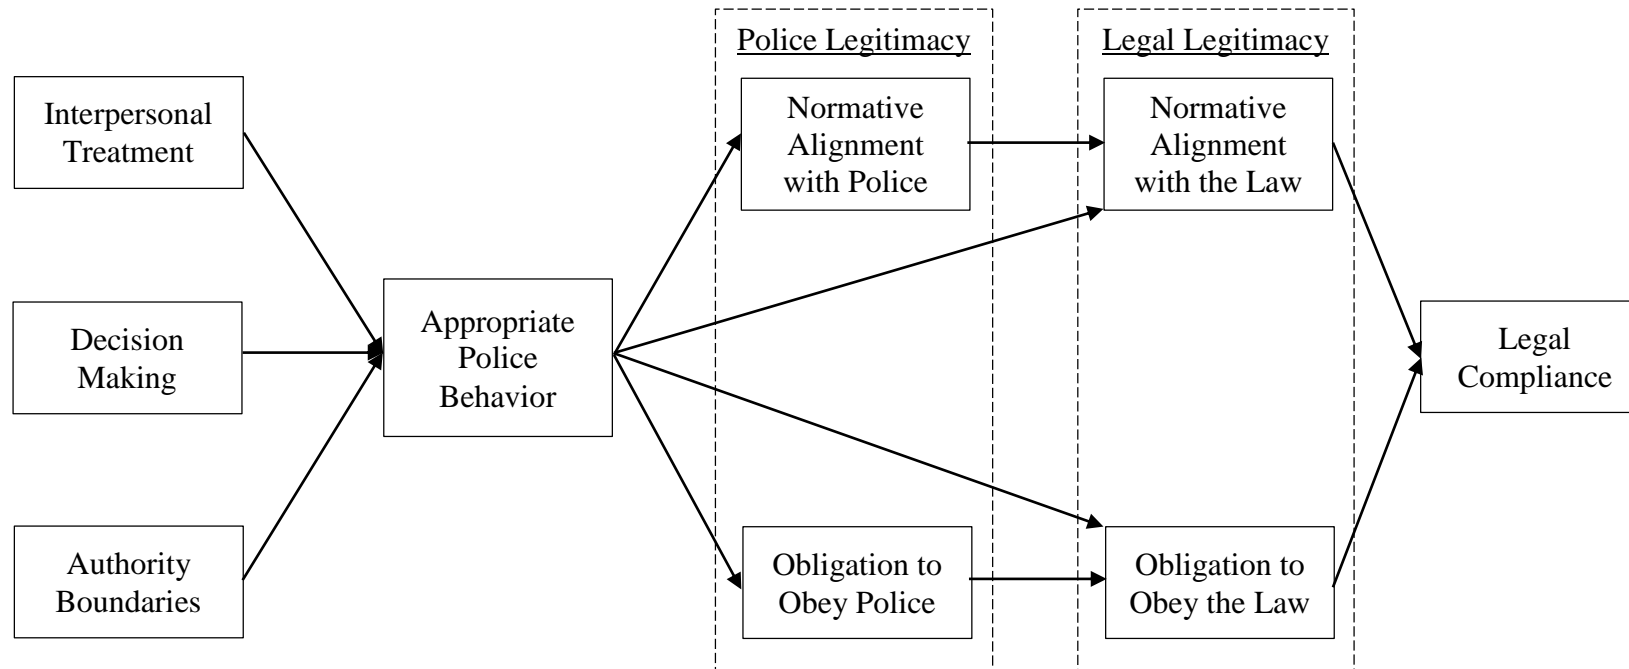 Police Legitimacy
Legal Legitimacy
Interpersonal
Treatment
Normative
Alignment
with Police
Normative
Alignment
with the Law
Decision
Making
Appropriate
Police
Behavior
Legal
Compliance
Authority
Boundaries
Obligation to
Obey Police
Obligation to
Obey the Law